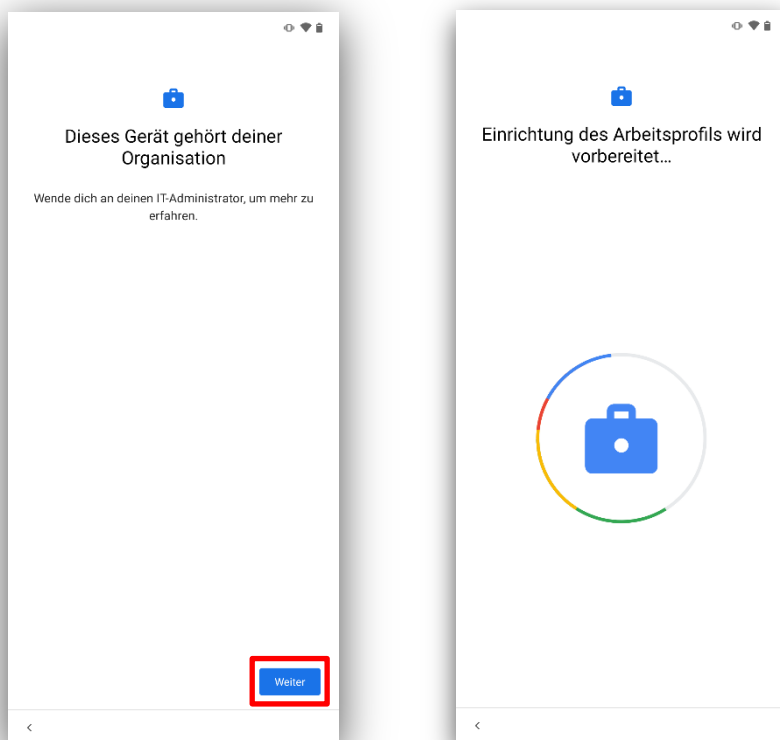 Dieses Gerät gehört deiner
Organisation
Wende dich an deinen IT-Administrator, um mehr zu
erfahren.
Weiter
Einrichtung des Arbeitsprofils wird
vorbereitet...